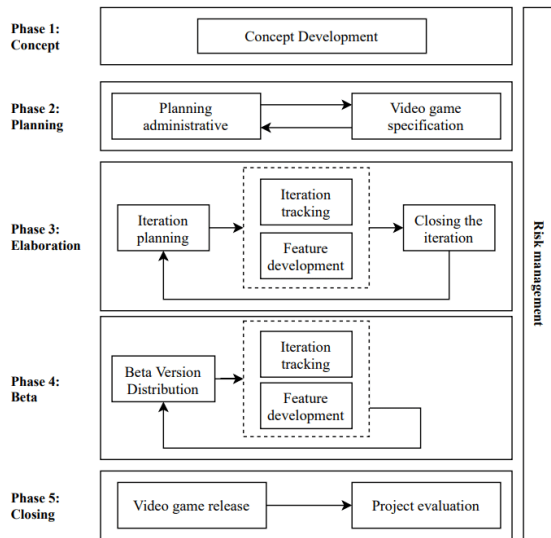 Phase 1:
Concept
Concept Development
Phase 2:
Planning
Planning
administrative
Video game
specification
Phase 3:
Elaboration
Iteration
planning
Iteration
tracking
Feature
development
Closing the
iteration
Phase 4:
Beta
Beta Version
Distribution
Iteration
tracking
Feature
development
Phase 5:
Closing
Video game release
Project evaluation
Risk management